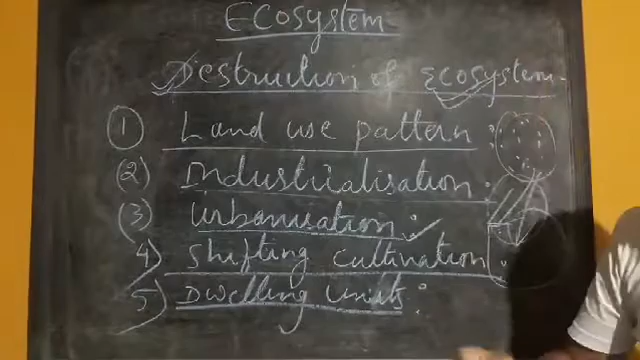 Ecosystem
Destruction of Ecosystem
1 Land use pattern :
(2) Industrialisation :
(3) Urbanisation :
4) Shifting cultivation :
5) Dwelling units :